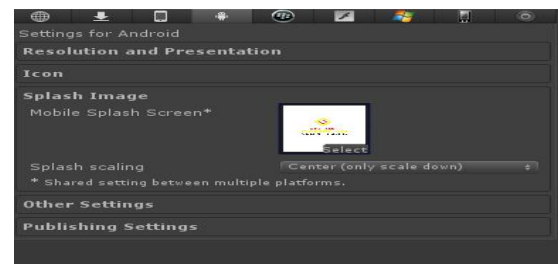 Settings for Android
Resolution and Presentation
Icon
Splash Image
Mobile Splash Screen*
Select
Splash scaling
Center (only scale down)
* Shared setting between multiple platforms.
Other Settings
Publishing Settings